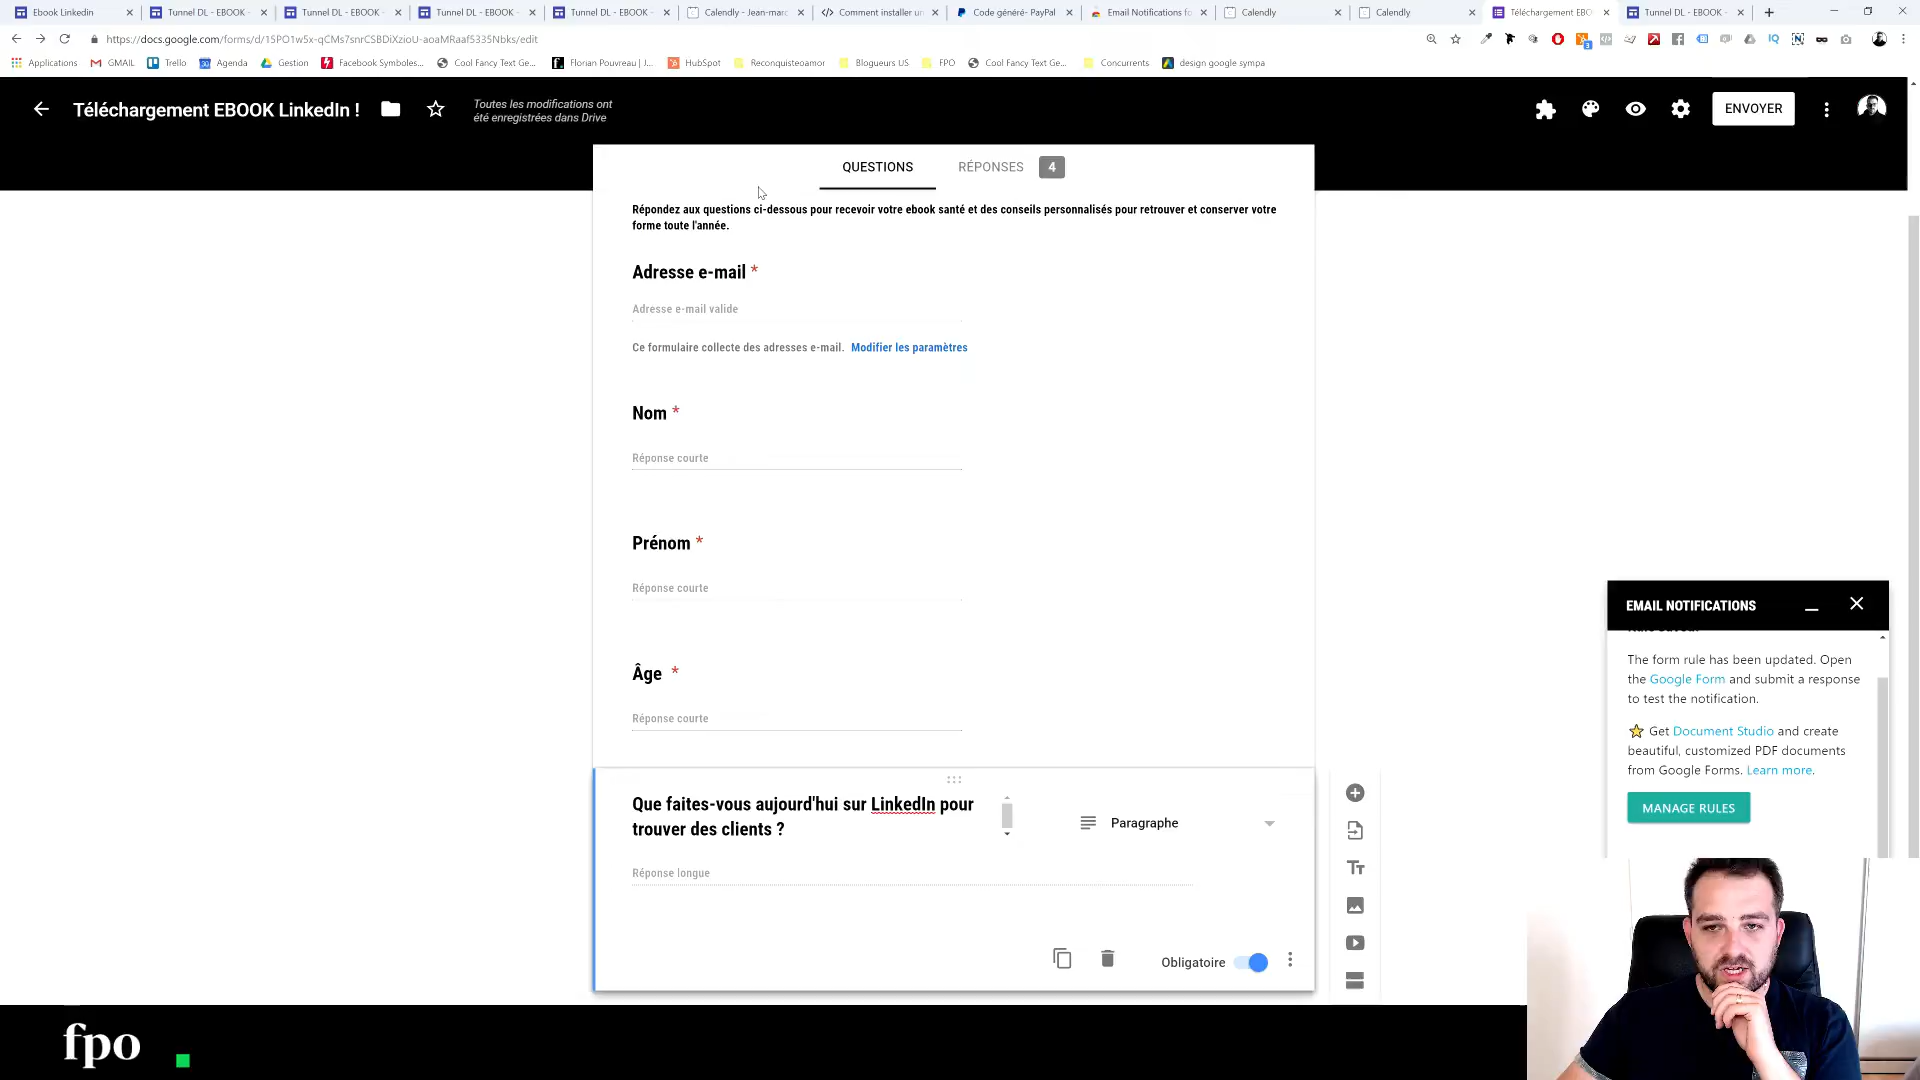 Ebook Linkedin
Tunnel DL - EBOOK -
Tunnel DL - EBOOK -
Tunnel DL - EBOOK -
Tunnel DL - EBOOK -
Calendly - Jean-marc
Comment installer un
Code généré- PayPal
Email Notifications fo
Calendly
Calendly
Téléchargement EBO
Tunnel DL - EBOOK -
https://docs.google.com/forms/d/1SPO1w5x-qCMs7snrCSBDiXzioU-aoaMRaaf5335Nbks/edit
Applications
GMAIL
Trello
Agenda
Gestion
Facebook Symboles...
Cool Fancy Text Ge...
Florian Pouvreau | J...
HubSpot
Reconquisteoamor
Blogueurs US
FPO
Cool Fancy Text Ge...
Concurrents
design google sympa
Téléchargement EBOOK LinkedIn !
Toutes les modifications ont
été enregistrées dans Drive
ENVOYER
QUESTIONS
RÉPONSES 4
Répondez aux questions ci-dessous pour recevoir votre ebook santé et des conseils personnalisés pour retrouver et conserver votre
forme toute l'année.
Adresse e-mail *
Adresse e-mail valide
Ce formulaire collecte des adresses e-mail. Modifier les paramètres
Nom *
Réponse courte
Prénom *
Réponse courte
Âge *
Réponse courte
Que faites-vous aujourd'hui sur LinkedIn pour
trouver des clients ?
Paragraphe
Réponse longue
Obligatoire
EMAIL NOTIFICATIONS
The form rule has been updated. Open
the Google Form and submit a response
to test the notification.
Get Document Studio and create
beautiful, customized PDF documents
from Google Forms. Learn more.
MANAGE RULES
fpo